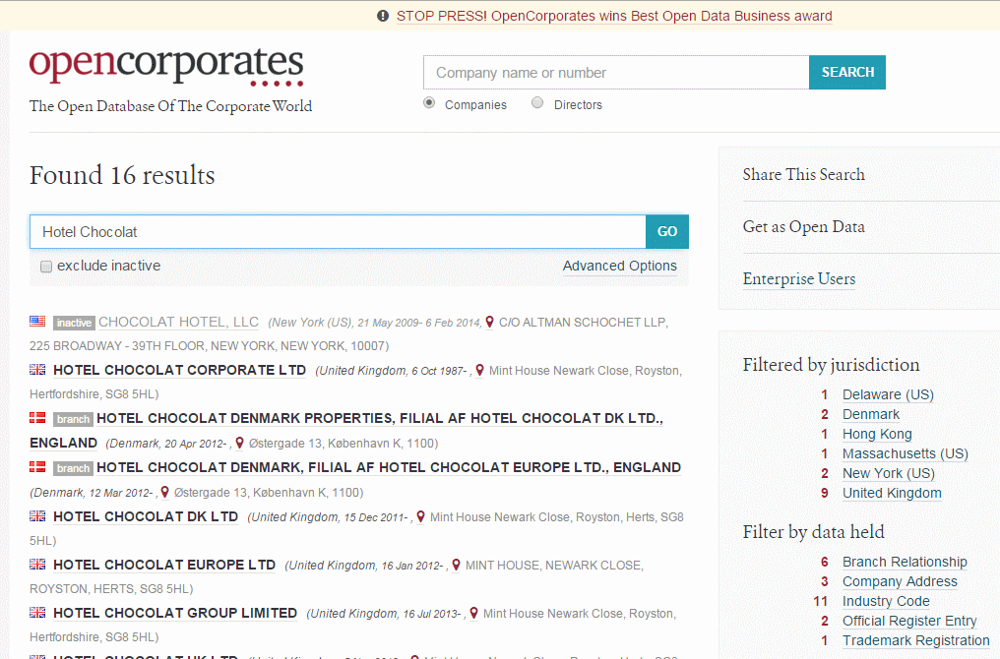 STOP PRESS! OpenCorporates wins Best Open Data Business award
opencorporates
The Open Database Of The Corporate World
Company name or number
SEARCH
Companies
Directors
Found 16 results
Hotel Chocolat
GO
exclude inactive
Advanced Options
inactive CHOCOLAT HOTEL, LLC (New York (US), 21 May 2009- 6 Feb 2014, C/O ALTMAN SCHOCHET LLP,
225 BROADWAY - 39TH FLOOR, NEW YORK, NEW YORK, 10007)
HOTEL CHOCOLAT CORPORATE LTD (United Kingdom, 6 Oct 1987- , Mint House Newark Close, Royston,
Hertfordshire, SG8 5HL)
branch HOTEL CHOCOLAT DENMARK PROPERTIES, FILIAL AF HOTEL CHOCOLAT DK LTD.,
ENGLAND (Denmark, 20 Apr 2012- , Østergade 13, København K, 1100)
branch HOTEL CHOCOLAT DENMARK, FILIAL AF HOTEL CHOCOLAT EUROPE LTD., ENGLAND
(Denmark, 12 Mar 2012- , Østergade 13, København K, 1100)
HOTEL CHOCOLAT DK LTD (United Kingdom, 15 Dec 2011- , Mint House Newark Close, Royston, Herts, SG8
5HL)
HOTEL CHOCOLAT EUROPE LTD (United Kingdom, 16 Jan 2012- , MINT HOUSE, NEWARK CLOSE,
ROYSTON, HERTS, SG8 5HL)
HOTEL CHOCOLAT GROUP LIMITED (United Kingdom, 16 Jul 2013- , Mint House Newark Close, Royston,
Hertfordshire, SG8 5HL)
HOTEL CHOCOLAT UK LTD
Share This Search
Get as Open Data
Enterprise Users
Filtered by jurisdiction
1 Delaware (US)
2 Denmark
1 Hong Kong
1 Massachusetts (US)
2 New York (US)
9 United Kingdom
Filter by data held
6 Branch Relationship
3 Company Address
11 Industry Code
2 Official Register Entry
1 Trademark Registration